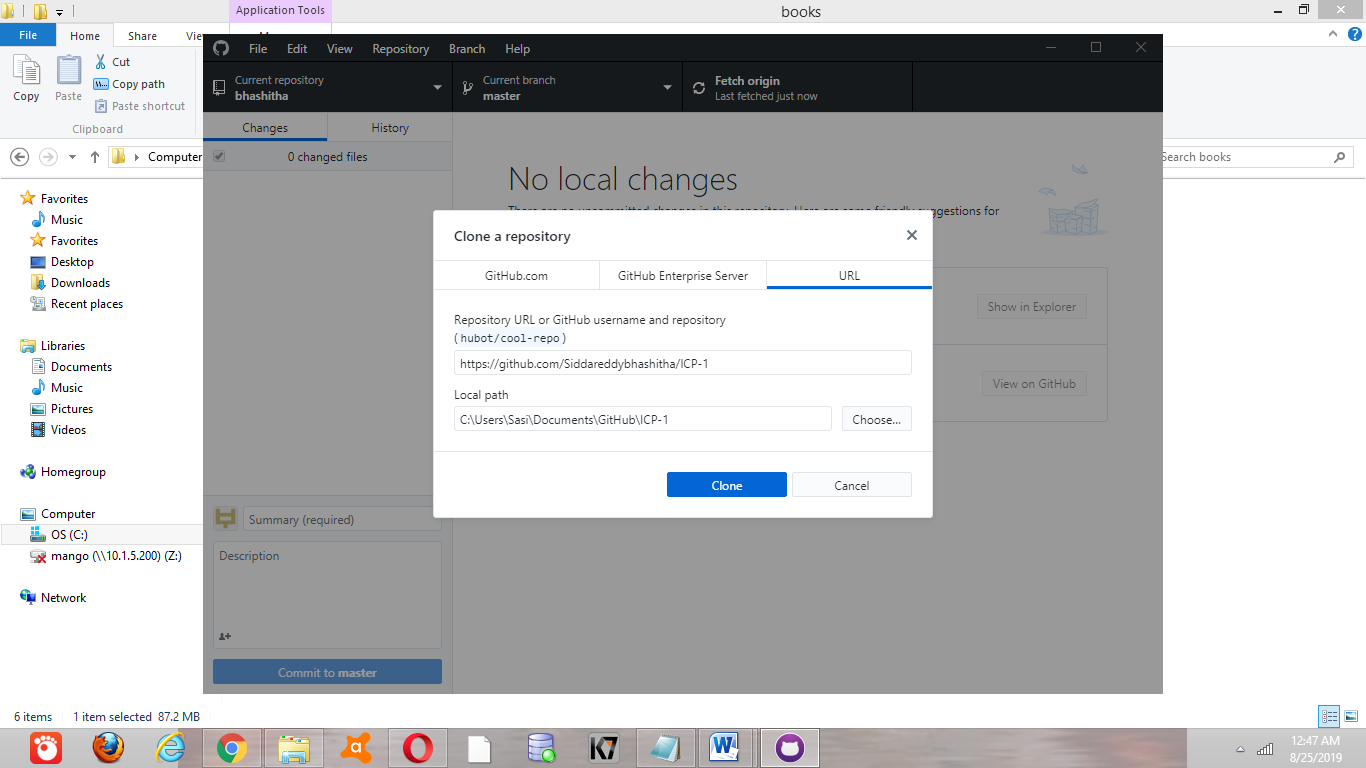 Application Tools
books
File
Home
Share
Vie
Copy
Paste
Cut
Copy path
Paste shortcut
Clipboard
Computer
Search books
Favorites
Music
Favorites
Desktop
Downloads
Recent places
Libraries
Documents
Music
Pictures
Videos
Homegroup
Computer
OS (C:)
mango (\\10.1.5.200) (Z:)
Network
6 items
1 item selected 87.2 MB
File Edit View Repository Branch Help
Current repository
bhashitha
Current branch
master
Fetch origin
Last fetched just now
Changes
History
0 changed files
No local changes
There are no uncommitted changes in this repository. Here are some friendly suggestions for
Show in Explorer
View on GitHub
Clone a repository
GitHub.com
GitHub Enterprise Server
URL
Repository URL or GitHub username and repository
(hubot/cool-repo)
https://github.com/Siddareddybhashitha/ICP-1
Local path
C:\Users\Sasi\Documents\GitHub\ICP-1
Choose...
Clone
Cancel
Summary (required)
Description
Commit to master
K7
12:47 AM
8/25/2019